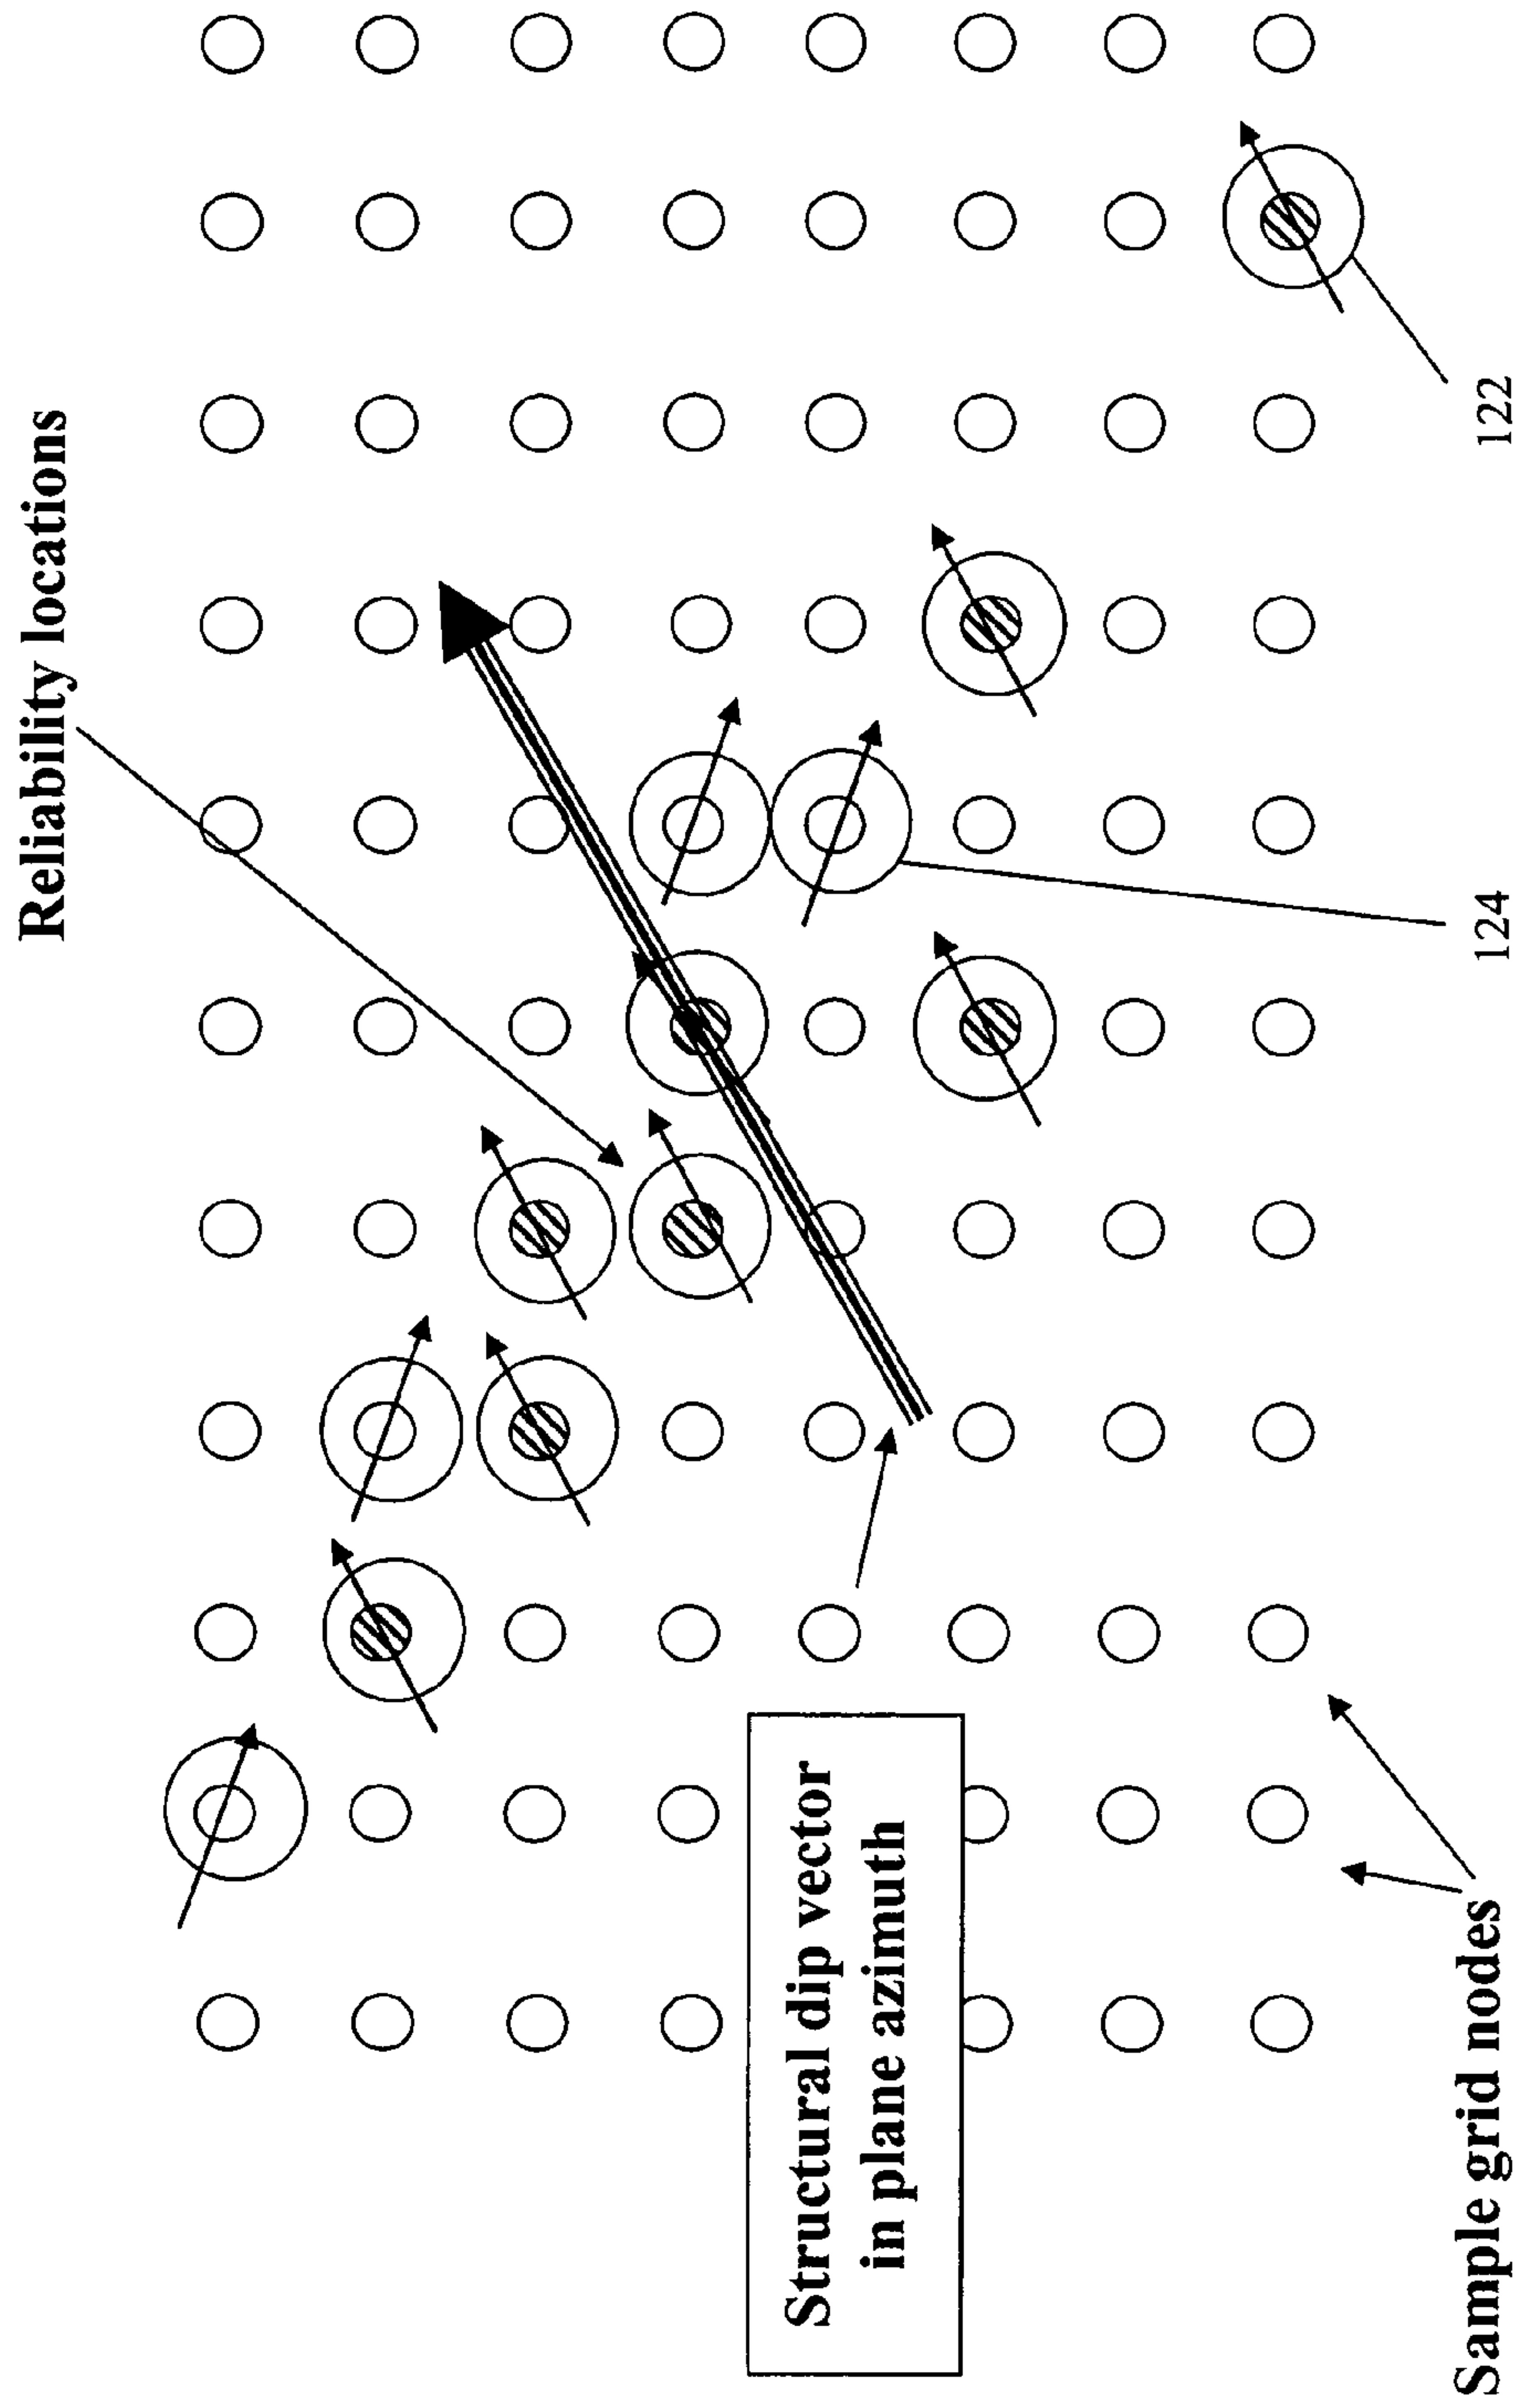 Reliability locations
Structural dip vector
in plane azimuth
Sample grid nodes
124
122